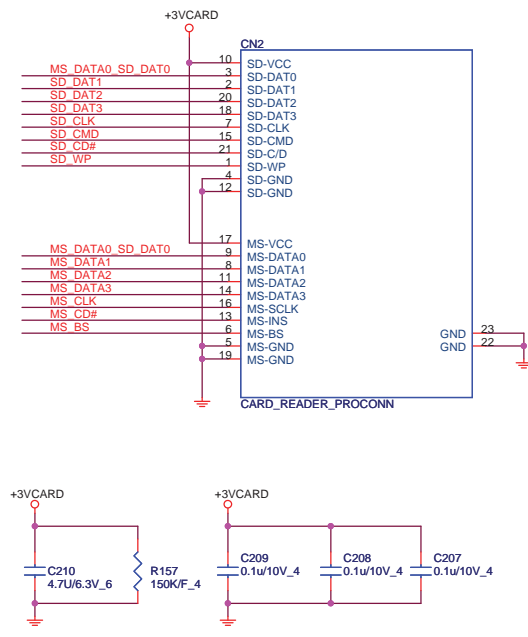 +3VCARD
CN2
10 SD-VCC
MS_DATA0_SD_DAT0 3 SD-DAT0
SD_DAT1 2 SD-DAT1
SD_DAT2 20 SD-DAT2
SD_DAT3 18 SD-DAT3
SD_CLK 7 SD-CLK
SD_CMD 15 SD-CMD
SD_CD# 21 SD-C/D
SD_WP 1 SD-WP
4 SD-GND
12 SD-GND
17 MS-VCC
MS_DATA0_SD_DAT0 9 MS-DATA0
MS_DATA1 8 MS-DATA1
MS_DATA2 11 MS-DATA2
MS_DATA3 14 MS-DATA3
MS_CLK 16 MS-SCLK
MS_CD# 13 MS-INS
MS_BS 6 MS-BS GND 23
5 MS-GND GND 22
19 MS-GND
CARD_READER_PROCONN
+3VCARD +3VCARD
C210 R157 C209 C208 C207
4.7U/6.3V_6 150K/F_4 0.1u/10V_4 0.1u/10V_4 0.1u/10V_4